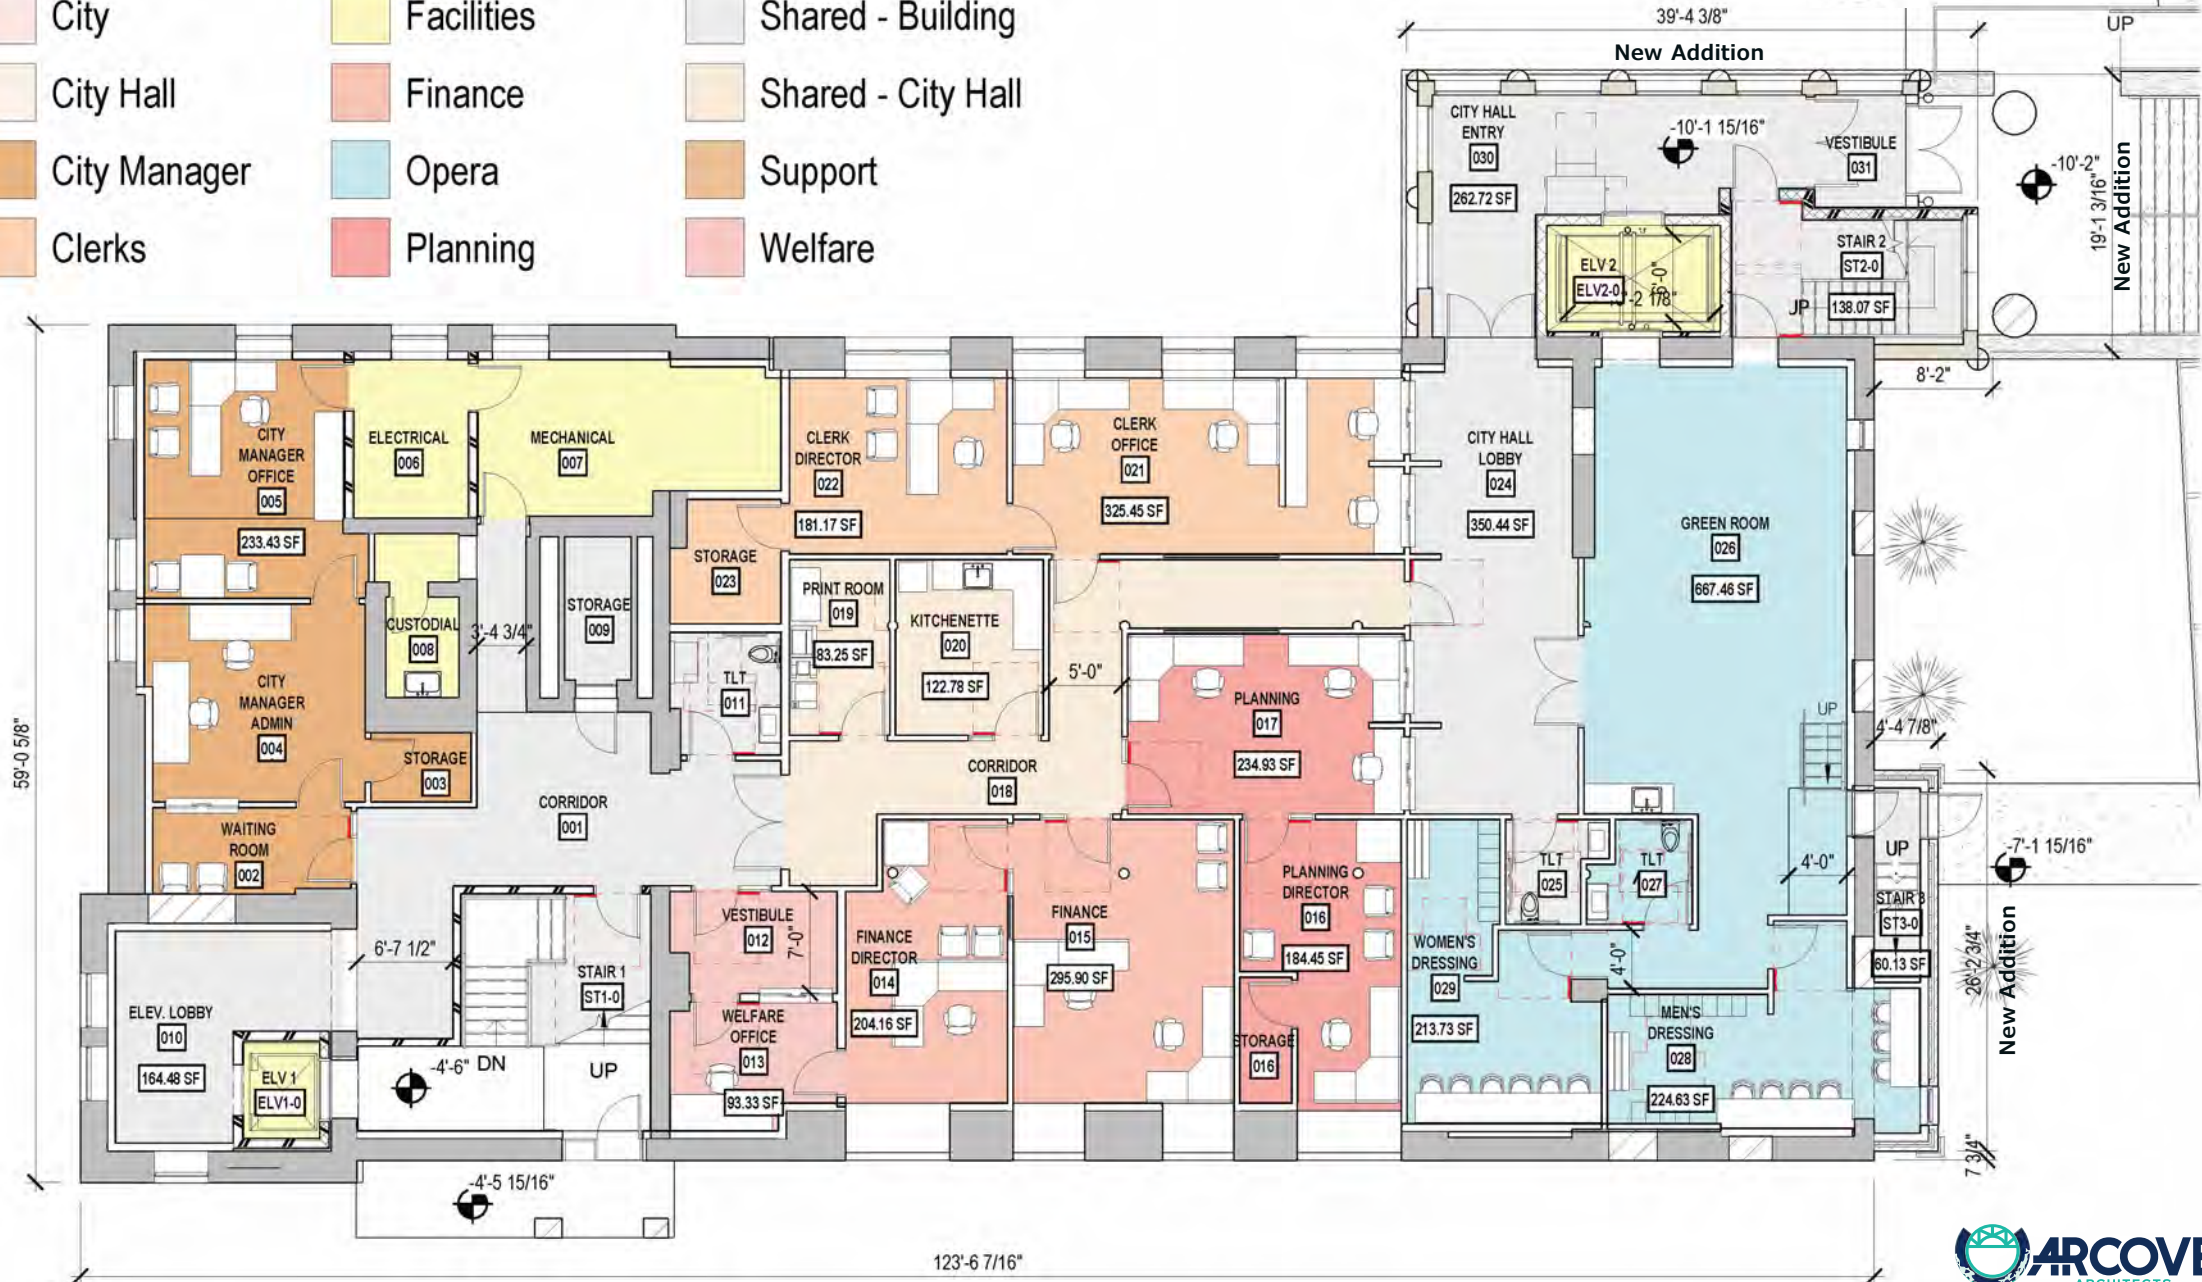 City
Facilities
Shared - Building
City Hall
Finance
Shared - City Hall
City Manager
Opera
Support
Clerks
Planning
Welfare
39'-4 3/8"
New Addition
UP
CITY HALL
ENTRY
030
262.72 SF
-10'-1 15/16"
VESTIBULE
031
-10'-2"
19'-1 3/16"
New Addition
ELV 2
ELV2-0
STAIR 2
ST2-0
138.07 SF
8'-2"
CITY
MANAGER
OFFICE
005
233.43 SF
ELECTRICAL
006
MECHANICAL
007
CLERK
DIRECTOR
022
181.17 SF
CLERK
OFFICE
021
325.45 SF
CITY HALL
LOBBY
024
350.44 SF
GREEN ROOM
026
667.46 SF
STORAGE
023
PRINT ROOM
019
83.25 SF
KITCHENETTE
020
122.78 SF
STORAGE
009
CUSTODIAL
008
3'-4 3/4"
TLT
011
5'-0"
CITY
MANAGER
ADMIN
004
STORAGE
003
PLANNING
017
234.93 SF
UP
4'-4 7/8"
59'-0 5/8"
CORRIDOR
001
CORRIDOR
018
WAITING
ROOM
002
VESTIBULE
012
7'-0"
FINANCE
DIRECTOR
014
204.16 SF
FINANCE
015
295.90 SF
PLANNING
DIRECTOR
016
184.45 SF
WOMEN'S
DRESSING
029
213.73 SF
TLT
025
TLT
027
4'-0"
4'-0"
UP
STAIR 3
ST3-0
60.13 SF
-7'-1 15/16"
26'-2 3/4"
New Addition
6'-7 1/2"
STAIR 1
ST1-0
ELEV. LOBBY
010
164.48 SF
ELV 1
ELV1-0
-4'-6"
DN
UP
WELFARE
OFFICE
013
93.33 SF
STORAGE
016
MEN'S
DRESSING
028
224.63 SF
7 3/4"
-4'-5 15/16"
123'-6 7/16"
ARCOVE
ARCHITECTS